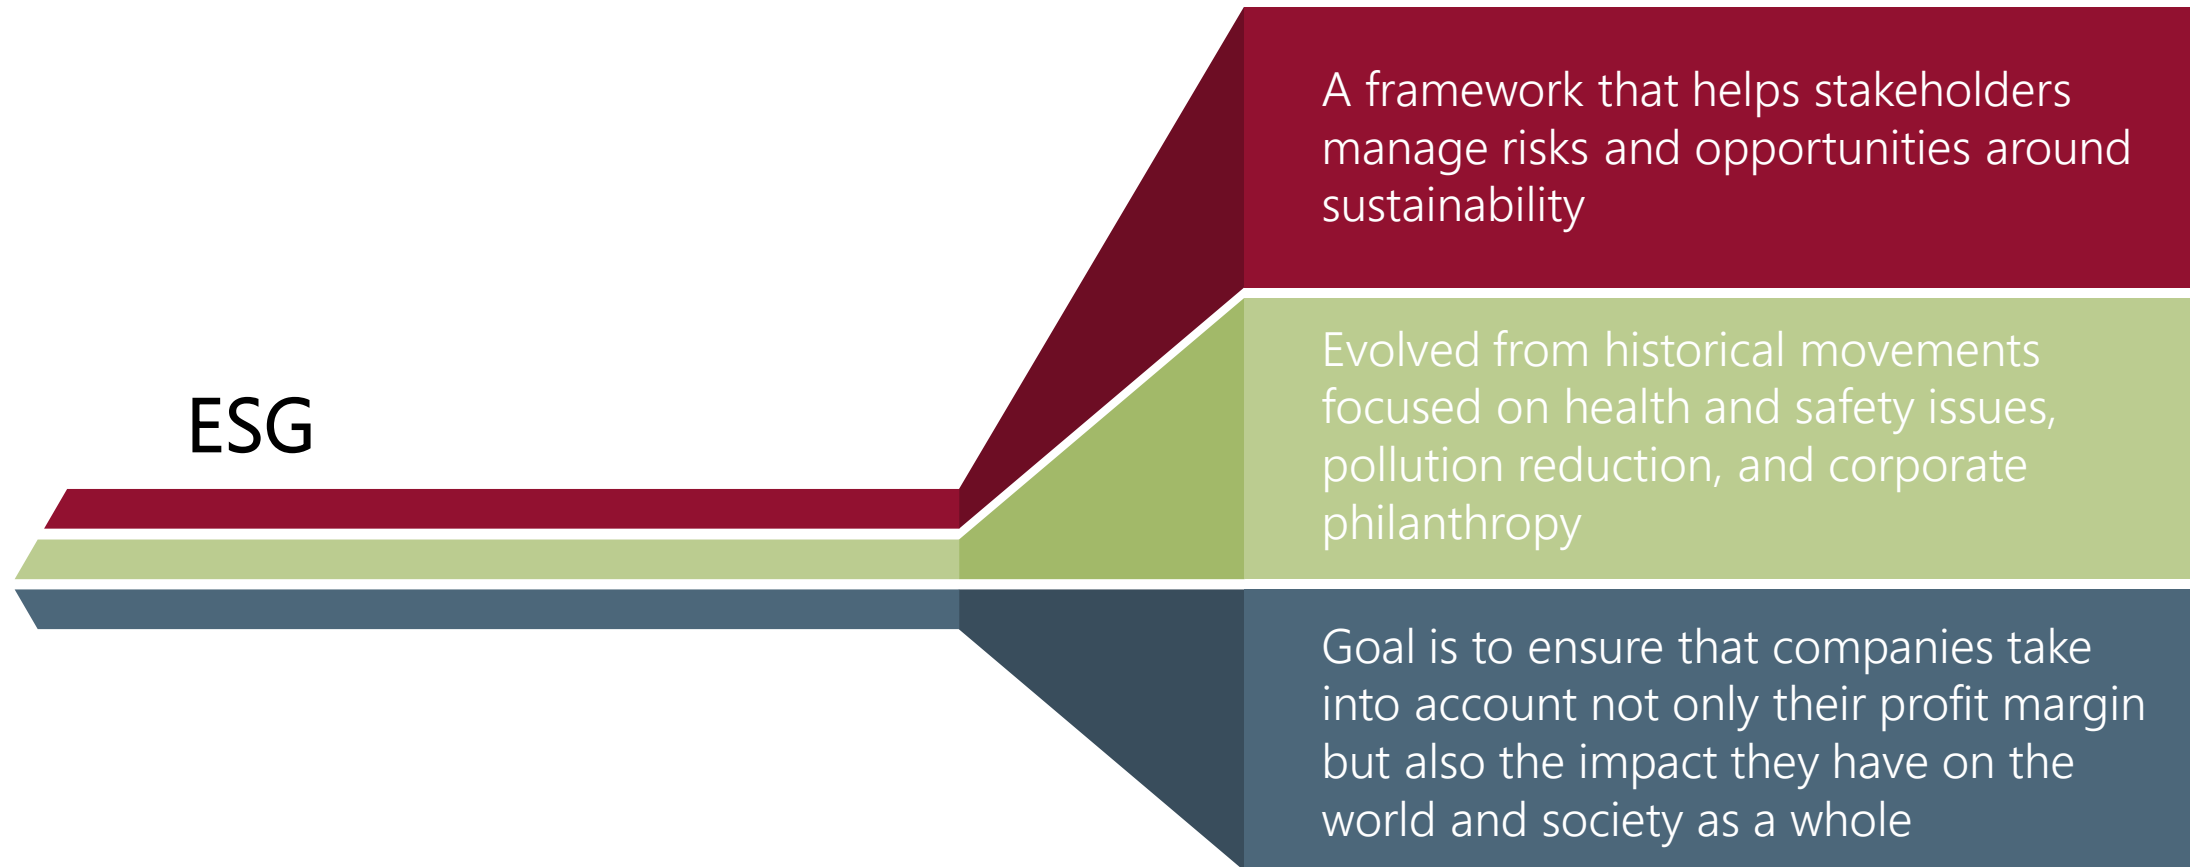 ESG
A framework that helps stakeholders
manage risks and opportunities around
sustainability
Evolved from historical movements
focused on health and safety issues,
pollution reduction, and corporate
philanthropy
Goal is to ensure that companies take
into account not only their profit margin
but also the impact they have on the
world and society as a whole